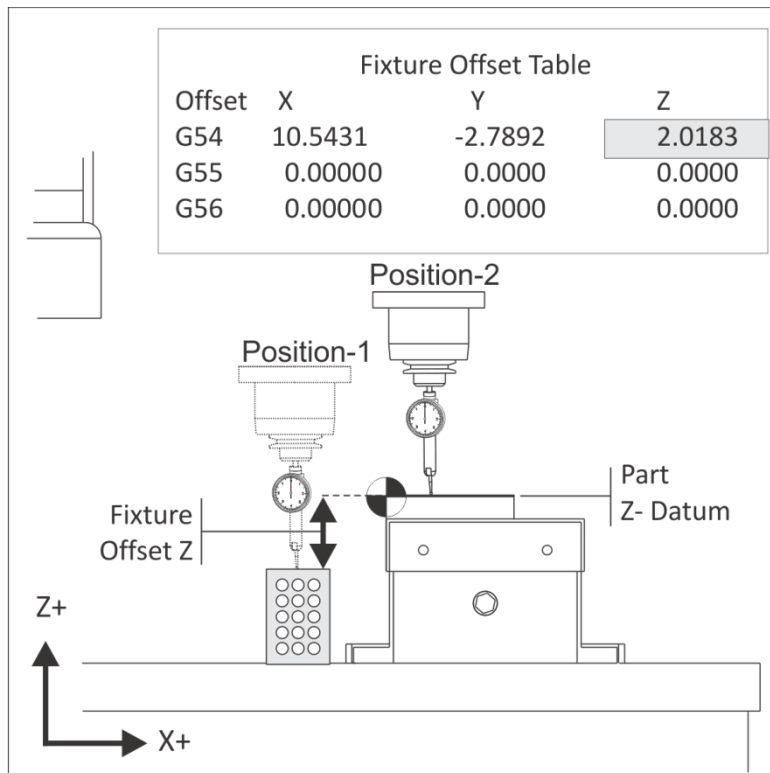 Fixture Offset Table
Offset X Y Z
G54 10.5431 -2.7892 2.0183
G55 0.00000 0.0000 0.0000
G56 0.00000 0.0000 0.0000
Position-2
Position-1
Part
Z- Datum
Fixture
Offset Z
Z+
X+